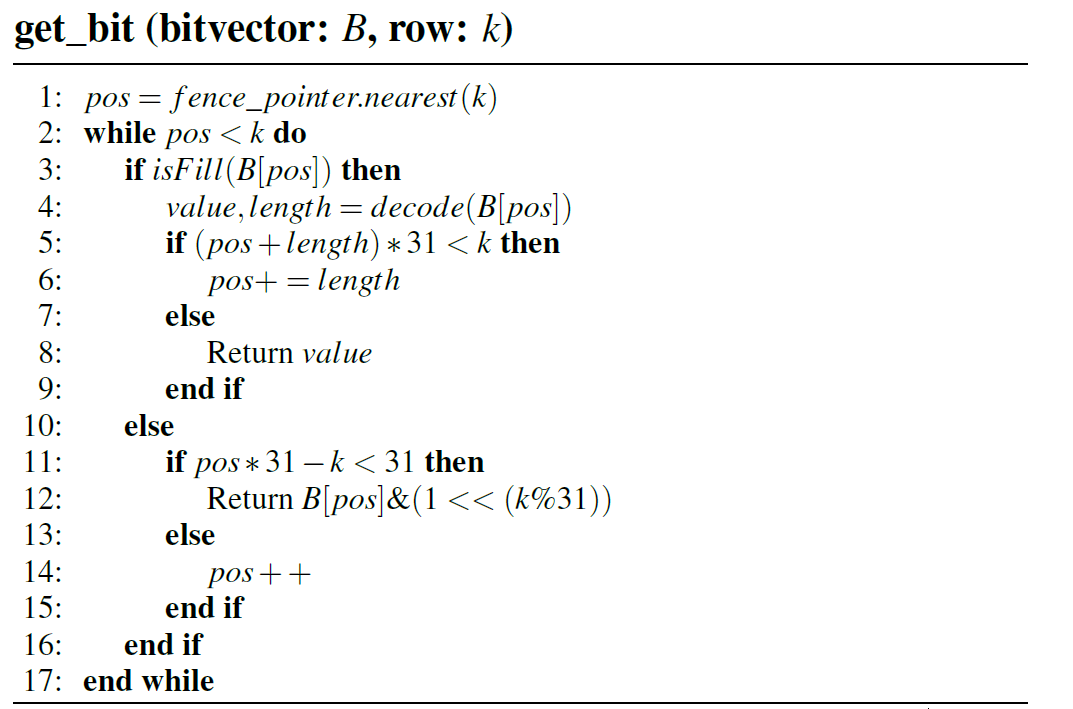 get_bit (bitvector: B, row: k)
1: pos = fence_pointer.nearest(k)
2: while pos < k do
3: if isFill(B[pos]) then
4: value,length = decode(B[pos])
5: if (pos+length)∗31 < k then
6: pos+ = length
7: else
8: Return value
9: end if
10: else
11: if pos∗31−k < 31 then
12: Return B[pos]&(1 << (k%31))
13: else
14: pos++
15: end if
16: end if
17: end while